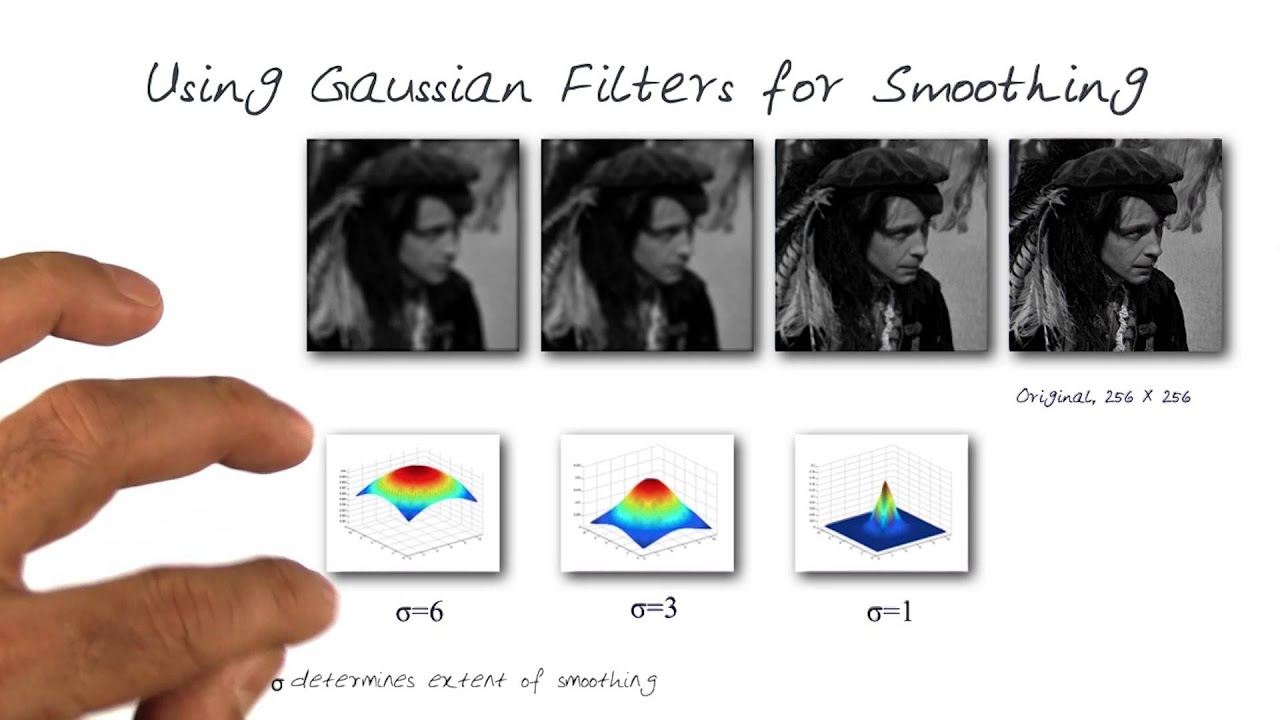 Using Gaussian Filters for Smoothing
Original, 256 X 256
σ=6
σ=3
σ=1
σ determines extent of smoothing